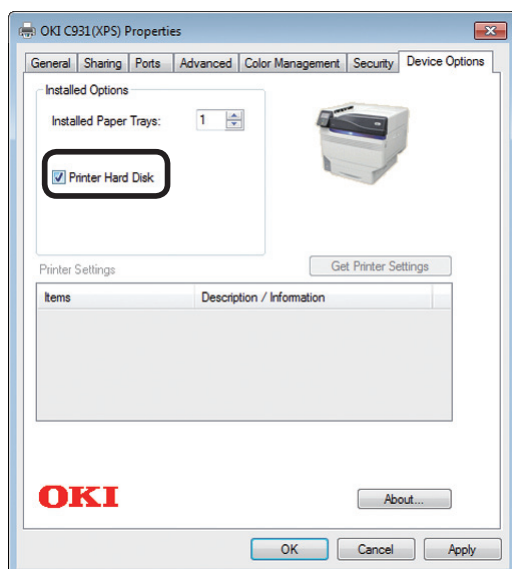 OKI C931(XPS) Properties
General Sharing Ports Advanced Color Management Security Device Options
Installed Options
Installed Paper Trays: 1
Printer Hard Disk
Printer Settings Get Printer Settings
Items Description / Information
OKI
About...
OK Cancel Apply